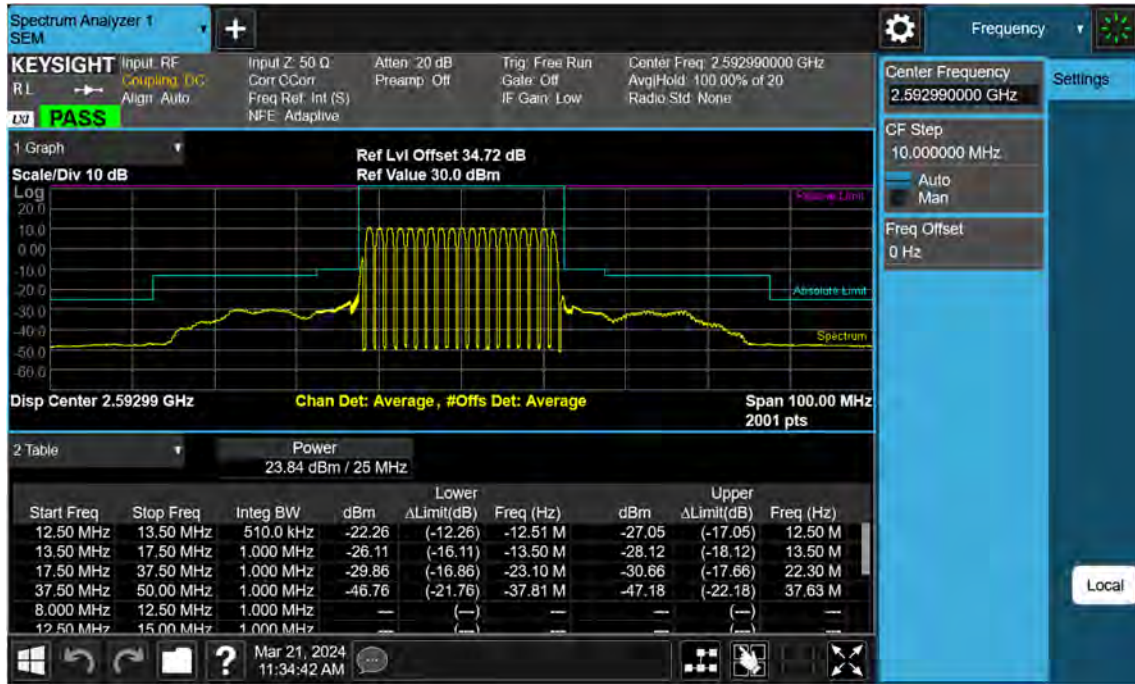 Spectrum Analyzer 1
SEM
+
Frequency
KEYSIGHT
R L
LXI
PASS
Input: RF
Coupling: DC
Align: Auto
Input Z: 50 Ω
Corr CCorr
Freq Ref: Int (S)
NFE: Adaptive
Atten: 20 dB
Preamp: Off
Trig: Free Run
Gate: Off
IF Gain: Low
Center Freq: 2.592990000 GHz
Avg|Hold: 100.00% of 20
Radio Std: None
Center Frequency
2.592990000 GHz
Settings
CF Step
10.000000 MHz
Auto
Man
Freq Offset
0 Hz
1 Graph
Ref Lvl Offset 34.72 dB
Scale/Div 10 dB
Ref Value 30.0 dBm
Log
20.0
10.0
0.00
-10.0
-20.0
-30.0
-40.0
-50.0
-60.0
Absolute Limit
Spectrum
Disp Center 2.59299 GHz
Chan Det: Average, #Offs Det: Average
Span 100.00 MHz
2001 pts
2 Table
Power
23.84 dBm / 25 MHz
Lower Upper
Start Freq Stop Freq Integ BW dBm ΔLimit(dB) Freq (Hz) dBm ΔLimit(dB) Freq (Hz)
12.50 MHz 13.50 MHz 510.0 kHz -22.26 (-12.26) -12.51 M -27.05 (-17.05) 12.50 M
13.50 MHz 17.50 MHz 1.000 MHz -26.11 (-16.11) -13.50 M -28.12 (-18.12) 13.50 M
17.50 MHz 37.50 MHz 1.000 MHz -29.86 (-16.86) -23.10 M -30.66 (-17.66) 22.30 M
37.50 MHz 50.00 MHz 1.000 MHz -46.76 (-21.76) -37.81 M -47.18 (-22.18) 37.63 M
8.000 MHz 12.50 MHz 1.000 MHz --- (---) --- --- (---) ---
12.50 MHz 15.00 MHz 1.000 MHz --- (---) --- --- (---) ---
Local
?
Mar 21, 2024
11:34:42 AM